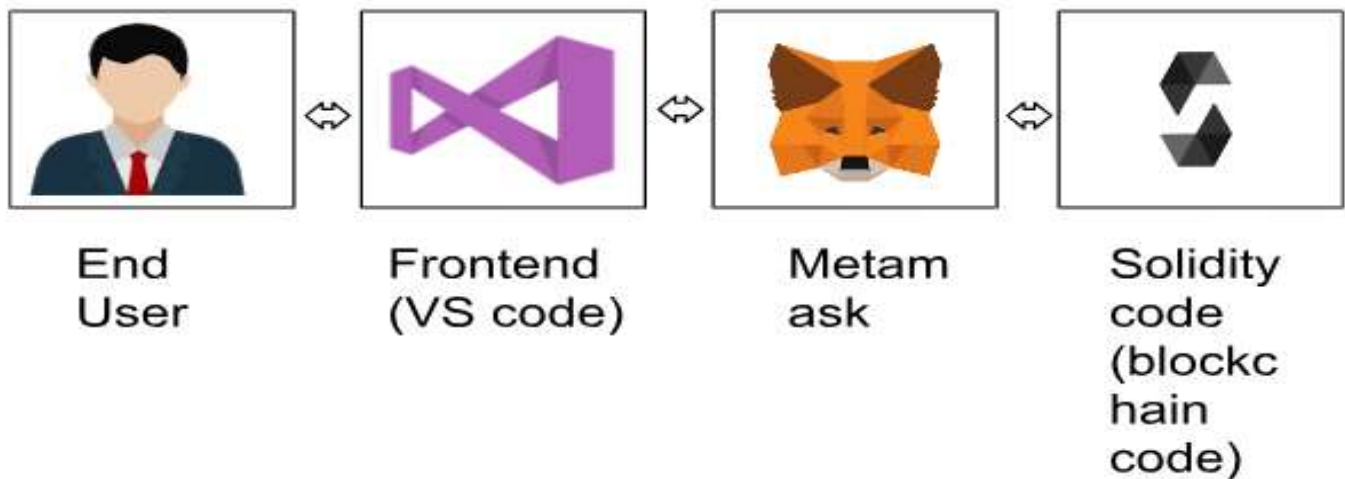 End
User
Frontend
(VS code)
Metam
ask
Solidity
code
(blockc
hain
code)